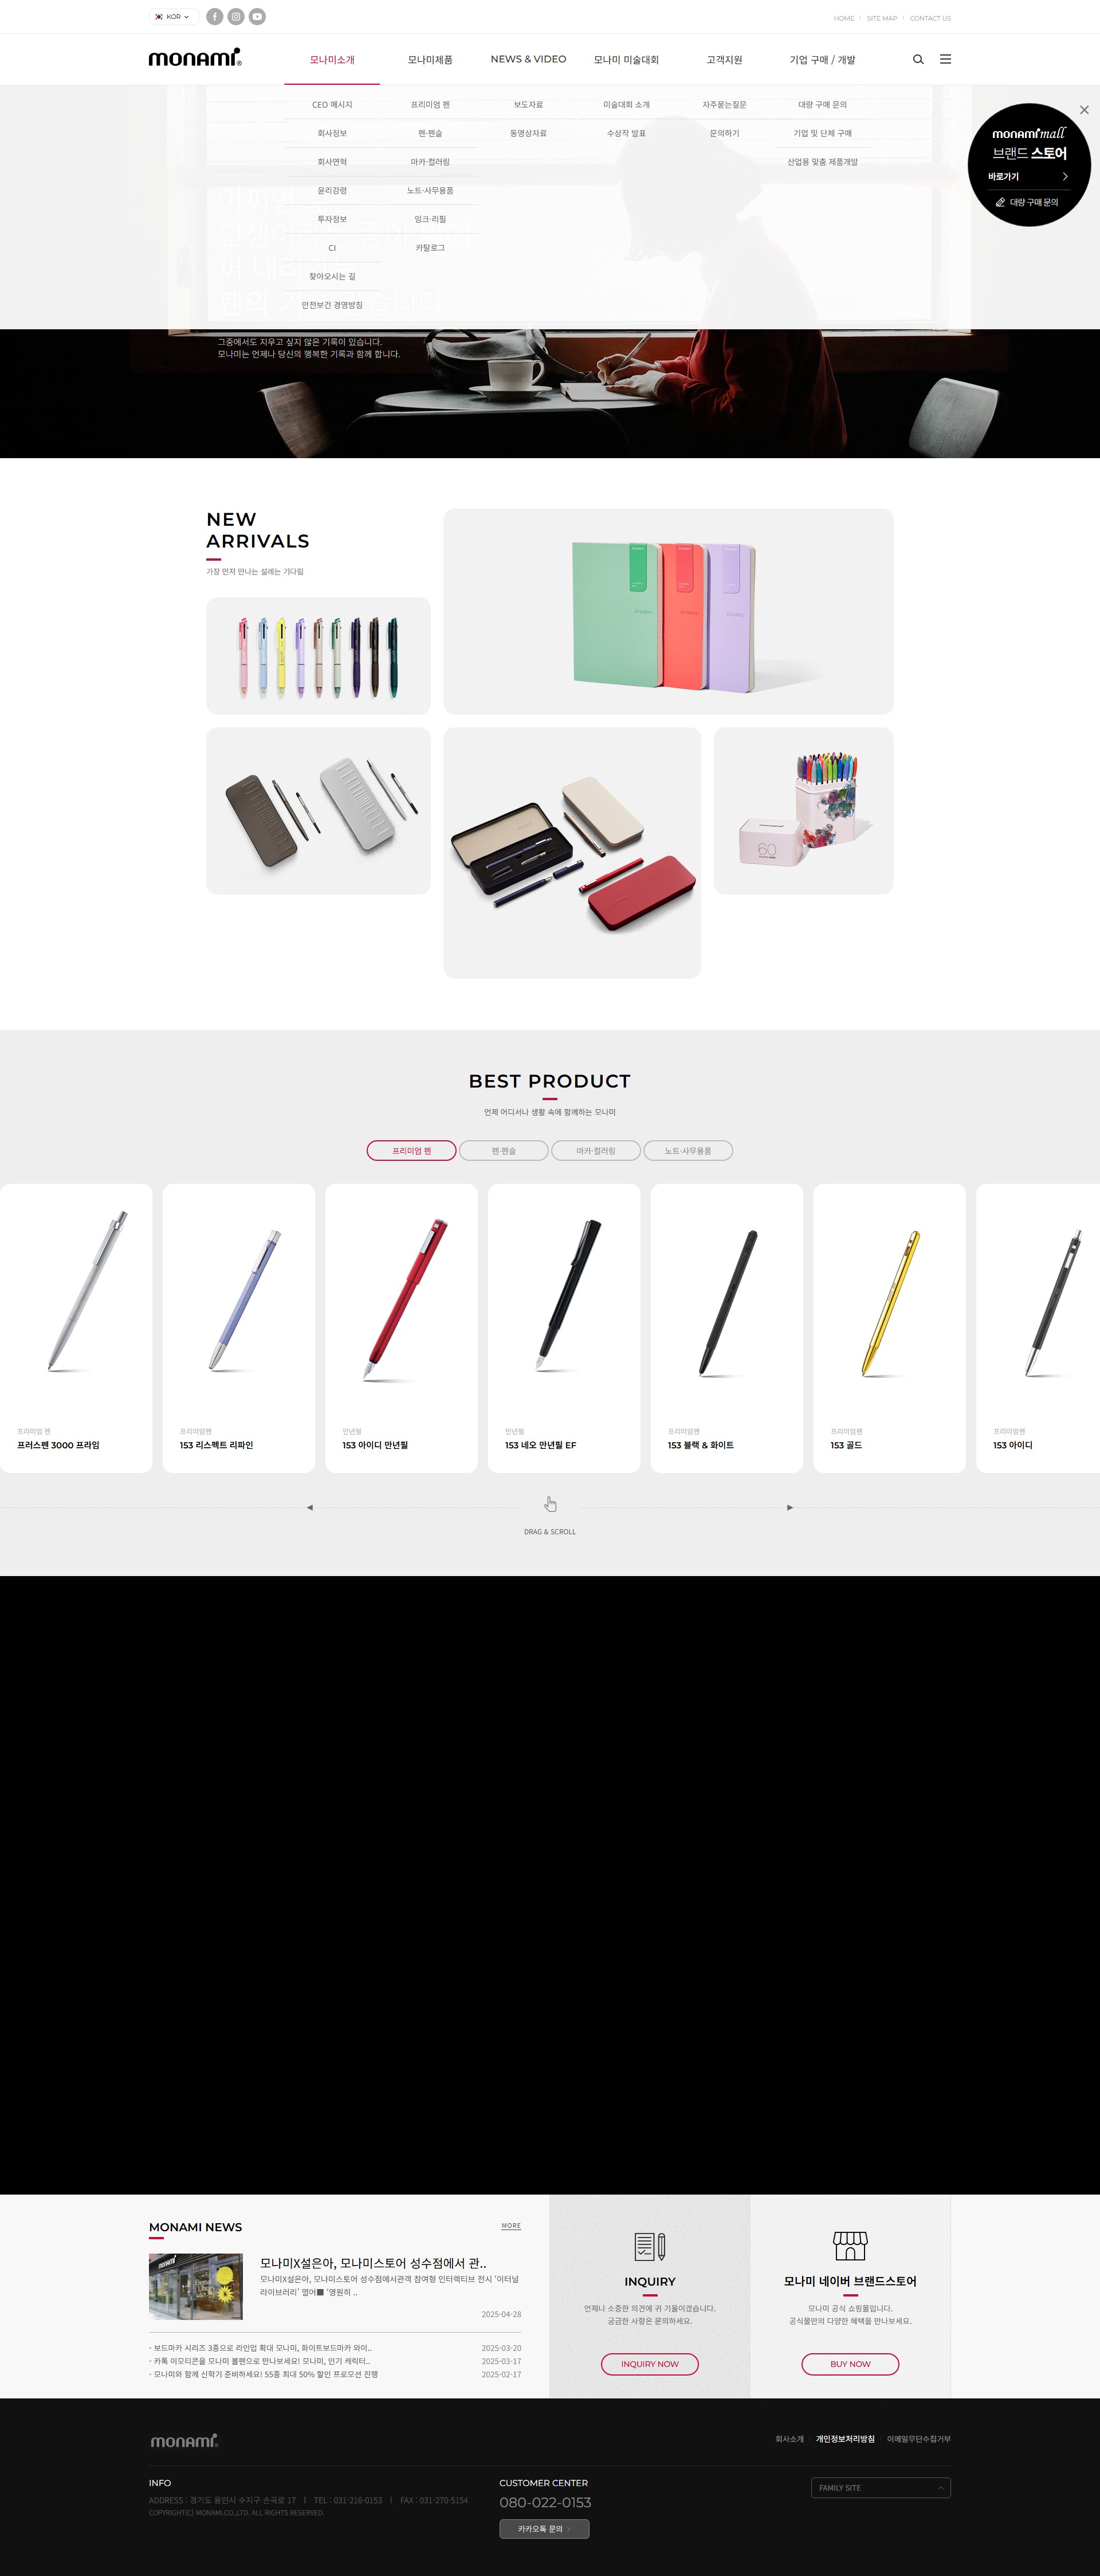 KOR
HOME
SITE MAP
CONTACT US
monami®
모나미소개
모나미제품
NEWS & VIDEO
모나미 미술대회
고객지원
기업 구매 / 개발
CEO 메시지
회사정보
회사연혁
윤리강령
투자정보
CI
찾아오시는 길
안전보건 경영방침
프리미엄 펜
펜·펜슬
마카·컬러링
노트·사무용품
잉크·리필
카탈로그
보도자료
동영상자료
미술대회 소개
수상작 발표
자주묻는질문
문의하기
대량 구매 문의
기업 및 단체 구매
산업용 맞춤 제품개발
monami mall
브랜드 스토어
바로가기
대량 구매 문의
그중에서도 지우고 싶지 않은 기록이 있습니다.
모나미는 언제나 당신의 행복한 기록과 함께 합니다.
NEW
ARRIVALS
가장 먼저 만나는 설레는 기다림
60
BEST PRODUCT
언제 어디서나 생활 속에 함께하는 모나미
프리미엄 펜
펜·펜슬
마카·컬러링
노트·사무용품
프리미엄 펜
프러스펜 3000 프라임
프리미엄펜
153 리스펙트 리파인
만년필
153 아이디 만년필
만년필
153 네오 만년필 EF
프리미엄펜
153 블랙 & 화이트
프리미엄펜
153 골드
프리미엄펜
153 아이디
DRAG & SCROLL
MONAMI NEWS
MORE
모나미X설은아, 모나미스토어 성수점에서 관..
모나미X설은아, 모나미스토어 성수점에서관객 참여형 인터랙티브 전시 ‘이터널
라이브러리’ 열어■ ‘영원히 ..
2025-04-28
- 보드마카 시리즈 3종으로 라인업 확대 모나미, 화이트보드마카 와이..
2025-03-20
- 카톡 이모티콘을 모나미 볼펜으로 만나보세요! 모나미, 인기 캐릭터..
2025-03-17
- 모나미와 함께 신학기 준비하세요! 55종 최대 50% 할인 프로모션 진행
2025-02-17
INQUIRY
언제나 소중한 의견에 귀 기울이겠습니다.
궁금한 사항은 문의하세요.
INQUIRY NOW
모나미 네이버 브랜드스토어
모나미 공식 쇼핑몰입니다.
공식몰만의 다양한 혜택을 만나보세요.
BUY NOW
monami
회사소개
개인정보처리방침
이메일무단수집거부
INFO
ADDRESS : 경기도 용인시 수지구 손곡로 17 | TEL : 031-216-0153 | FAX : 031-270-5154
COPYRIGHT(C) MONAMI.CO.,LTD. ALL RIGHTS RESERVED.
CUSTOMER CENTER
080-022-0153
카카오톡 문의
FAMILY SITE